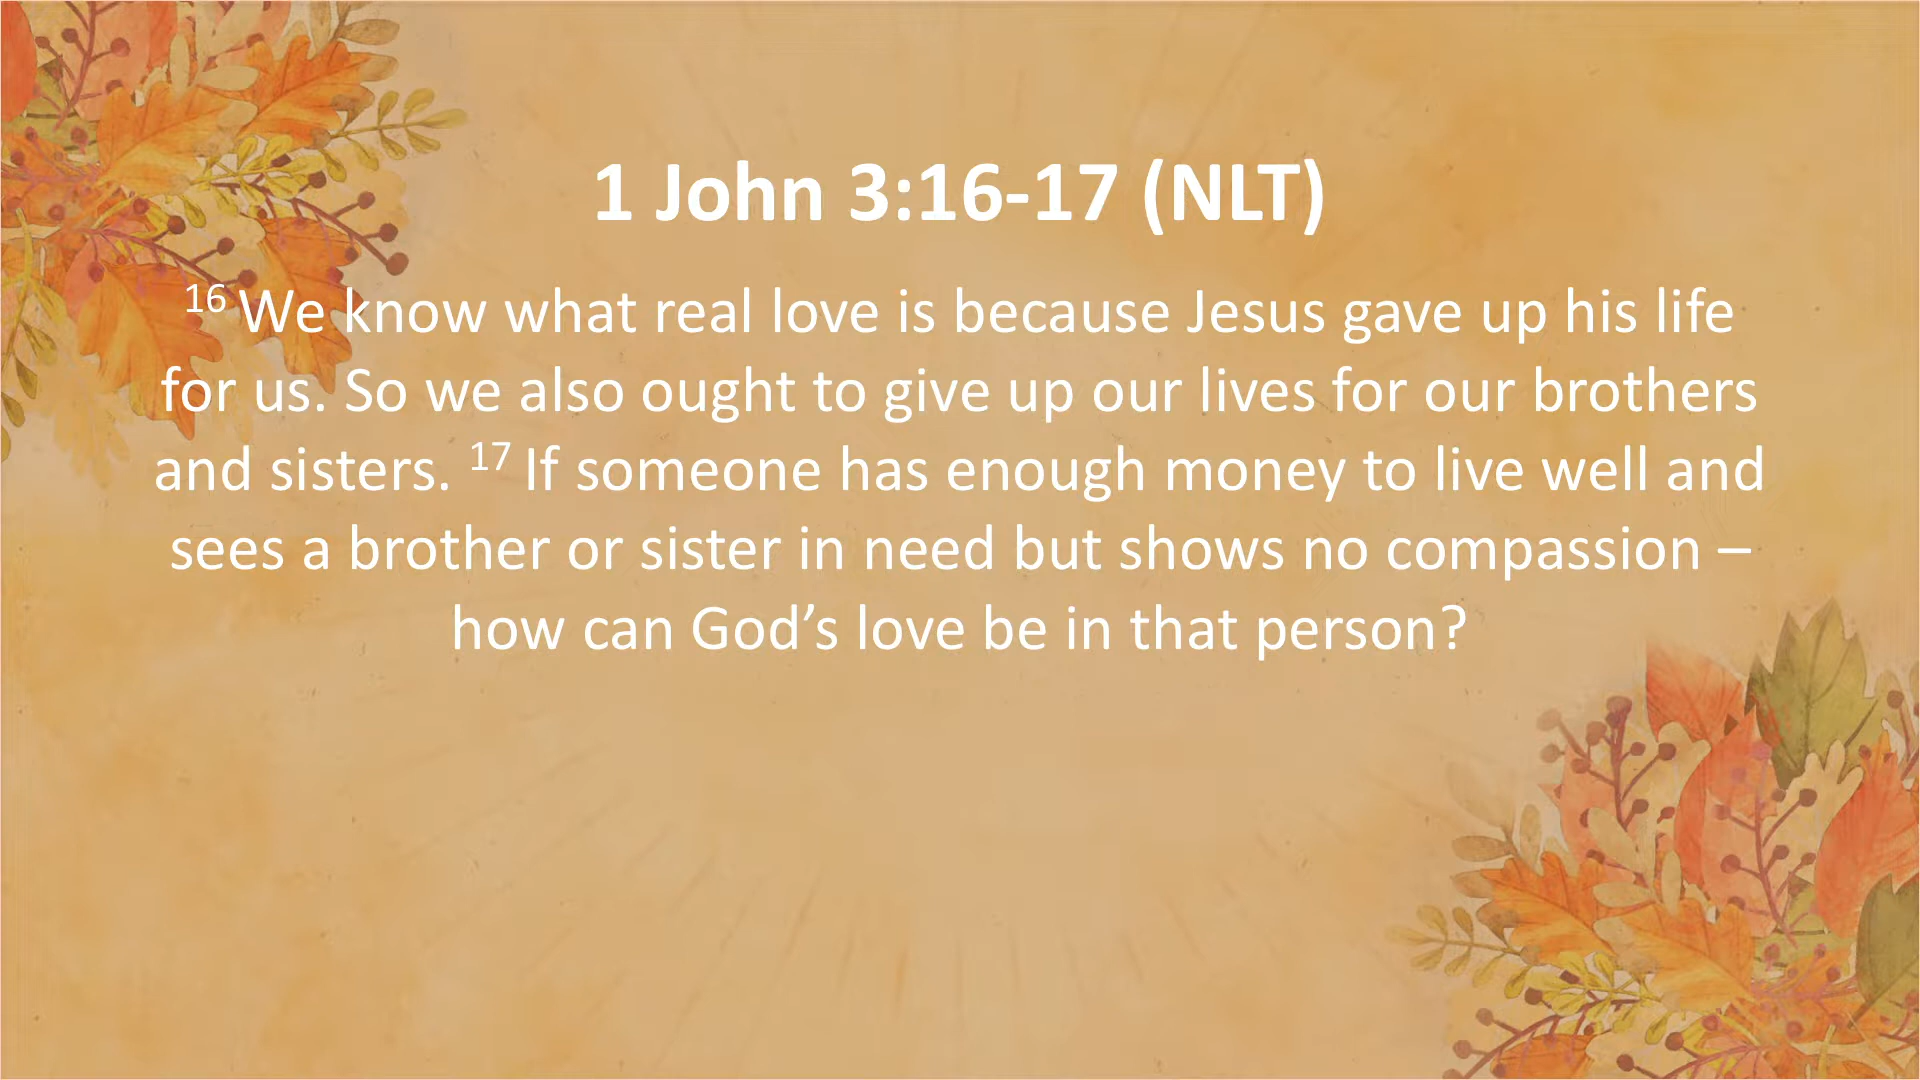 1 John 3:16-17 (NLT)
16 We know what real love is because Jesus gave up his life
for us. So we also ought to give up our lives for our brothers
and sisters. 17 If someone has enough money to live well and
sees a brother or sister in need but shows no compassion –
how can God’s love be in that person?